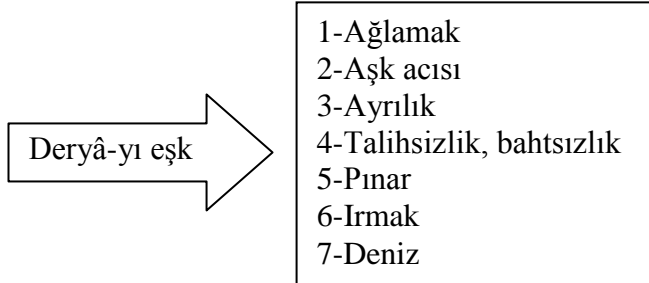 Deryâ-yı eşk
1-Ağlamak
2-Aşk acısı
3-Ayrılık
4-Talihsizlik, bahtsızlık
5-Pınar
6-Irmak
7-Deniz